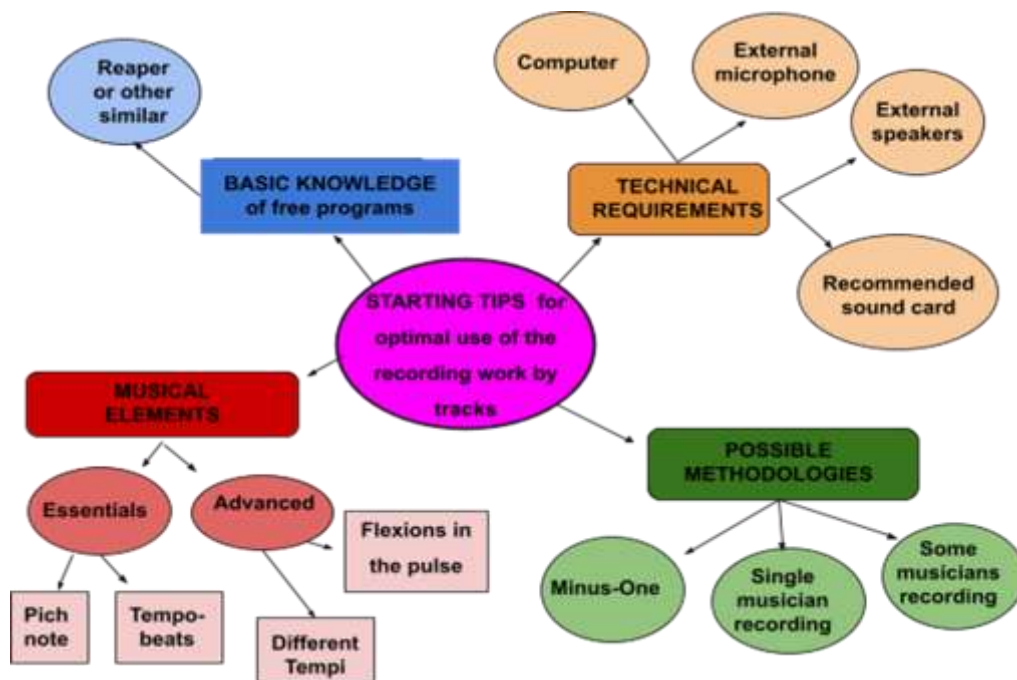 Reaper
or other
similar
BASIC KNOWLEDGE
of free programs
Computer
External
microphone
External
speakers
TECHNICAL
REQUIREMENTS
Recommended
sound card
STARTING TIPS for
optimal use of the
recording work by
tracks
MUSICAL
ELEMENTS
Essentials
Advanced
Pich
note
Tempo-
beats
Flexions in
the pulse
Different
Tempi
POSSIBLE
METHODOLOGIES
Minus-One
Single
musician
recording
Some
musicians
recording